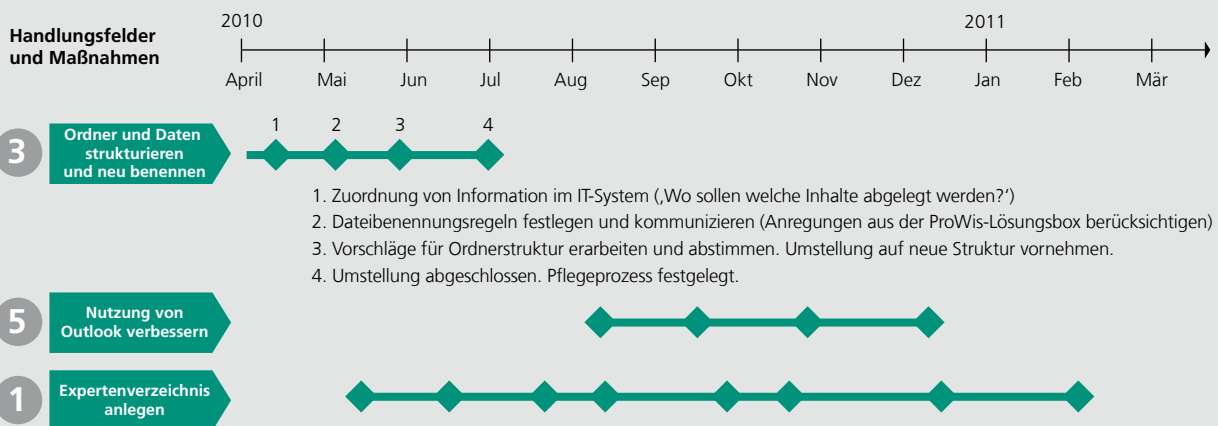 Handlungsfelder
und Maßnahmen
2010
2011
April
Mai
Jun
Jul
Aug
Sep
Okt
Nov
Dez
Jan
Feb
Mär
3
Ordner und Daten
strukturieren
und neu benennen
1
2
3
4
1. Zuordnung von Information im IT-System (‚Wo sollen welche Inhalte abgelegt werden?‘)
2. Dateibenennungsregeln festlegen und kommunizieren (Anregungen aus der ProWis-Lösungsbox berücksichtigen)
3. Vorschläge für Ordnerstruktur erarbeiten und abstimmen. Umstellung auf neue Struktur vornehmen.
4. Umstellung abgeschlossen. Pflegeprozess festgelegt.
5
Nutzung von
Outlook verbessern
1
Expertenverzeichnis
anlegen